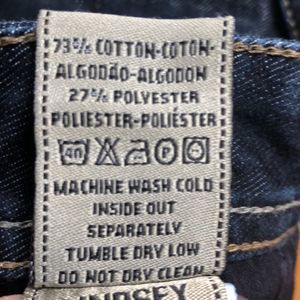 73% COTTON-COTON-
ALGODÃO-ALGODON
27% POLYESTER
POLIESTER-POLIÉSTER
40
MACHINE WASH COLD
INSIDE OUT
SEPARATELY
TUMBLE DRY LOW
DO NOT DRY CLEAN